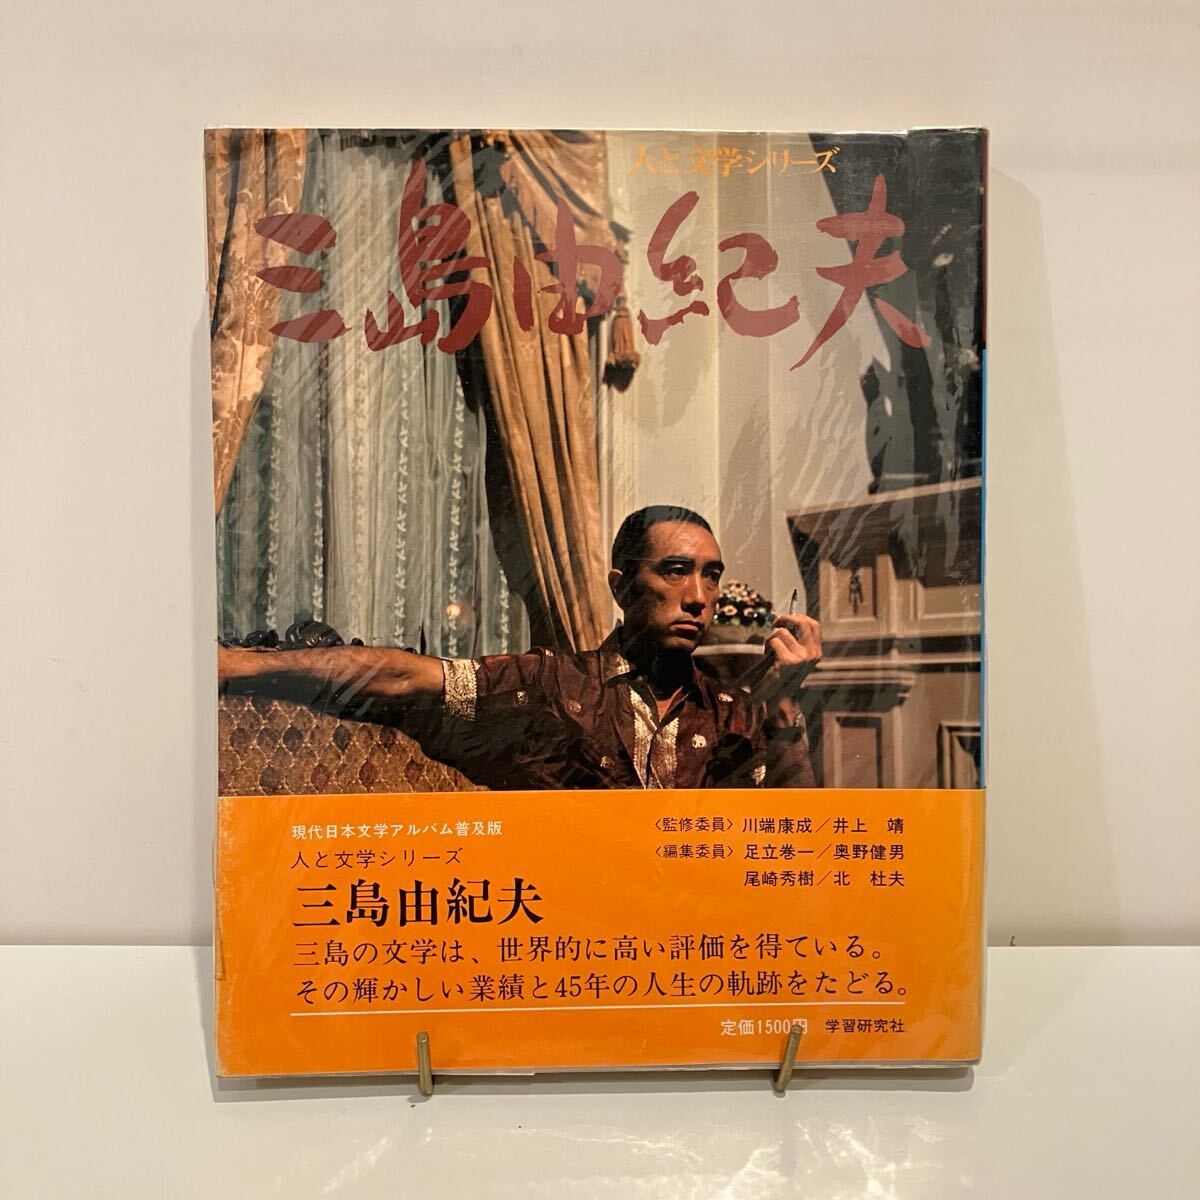 人と文学シリーズ
三島由紀夫
現代日本文学アルバム普及版
人と文学シリーズ
三島由紀夫
〈監修委員〉川端康成／井上 靖
〈編集委員〉足立巻一／奥野健男
尾崎秀樹／北 杜夫
三島の文学は、世界的に高い評価を得ている。
その輝かしい業績と45年の人生の軌跡をたどる。
定価1500円 学習研究社